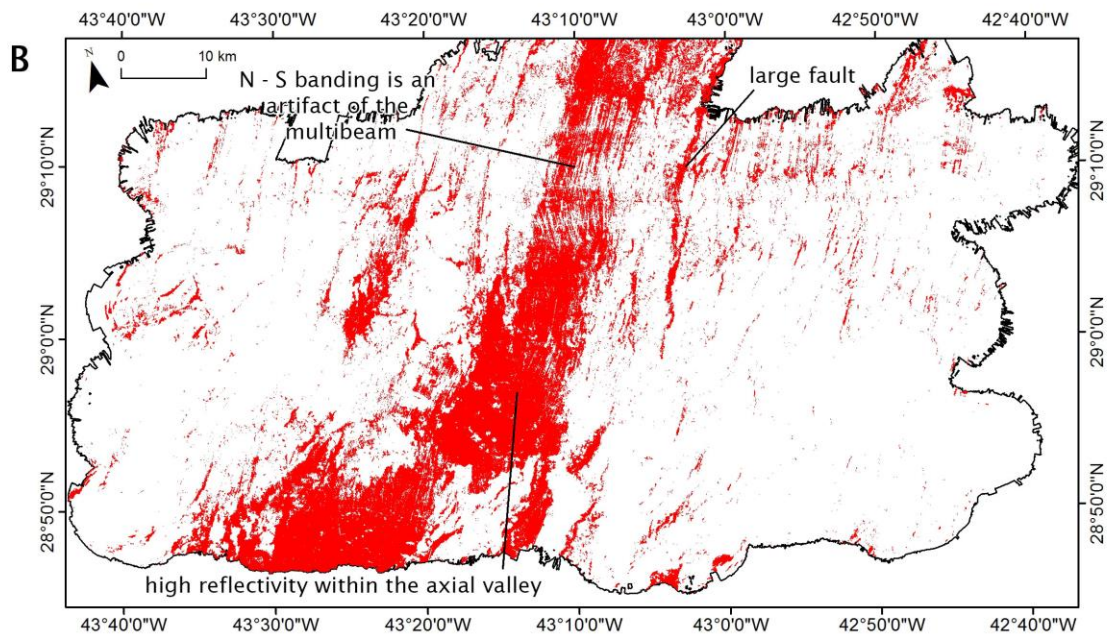 43°40'0"W 43°30'0"W 43°20'0"W 43°10'0"W 43°0'0"W 42°50'0"W 42°40'0"W
B
N
0 10 km
N - S banding is an
artifact of the
multibeam
large fault
29°10'0"N
29°10'0"N
29°0'0"N
29°0'0"N
28°50'0"N
28°50'0"N
high reflectivity within the axial valley
43°40'0"W 43°30'0"W 43°20'0"W 43°10'0"W 43°0'0"W 42°50'0"W 42°40'0"W